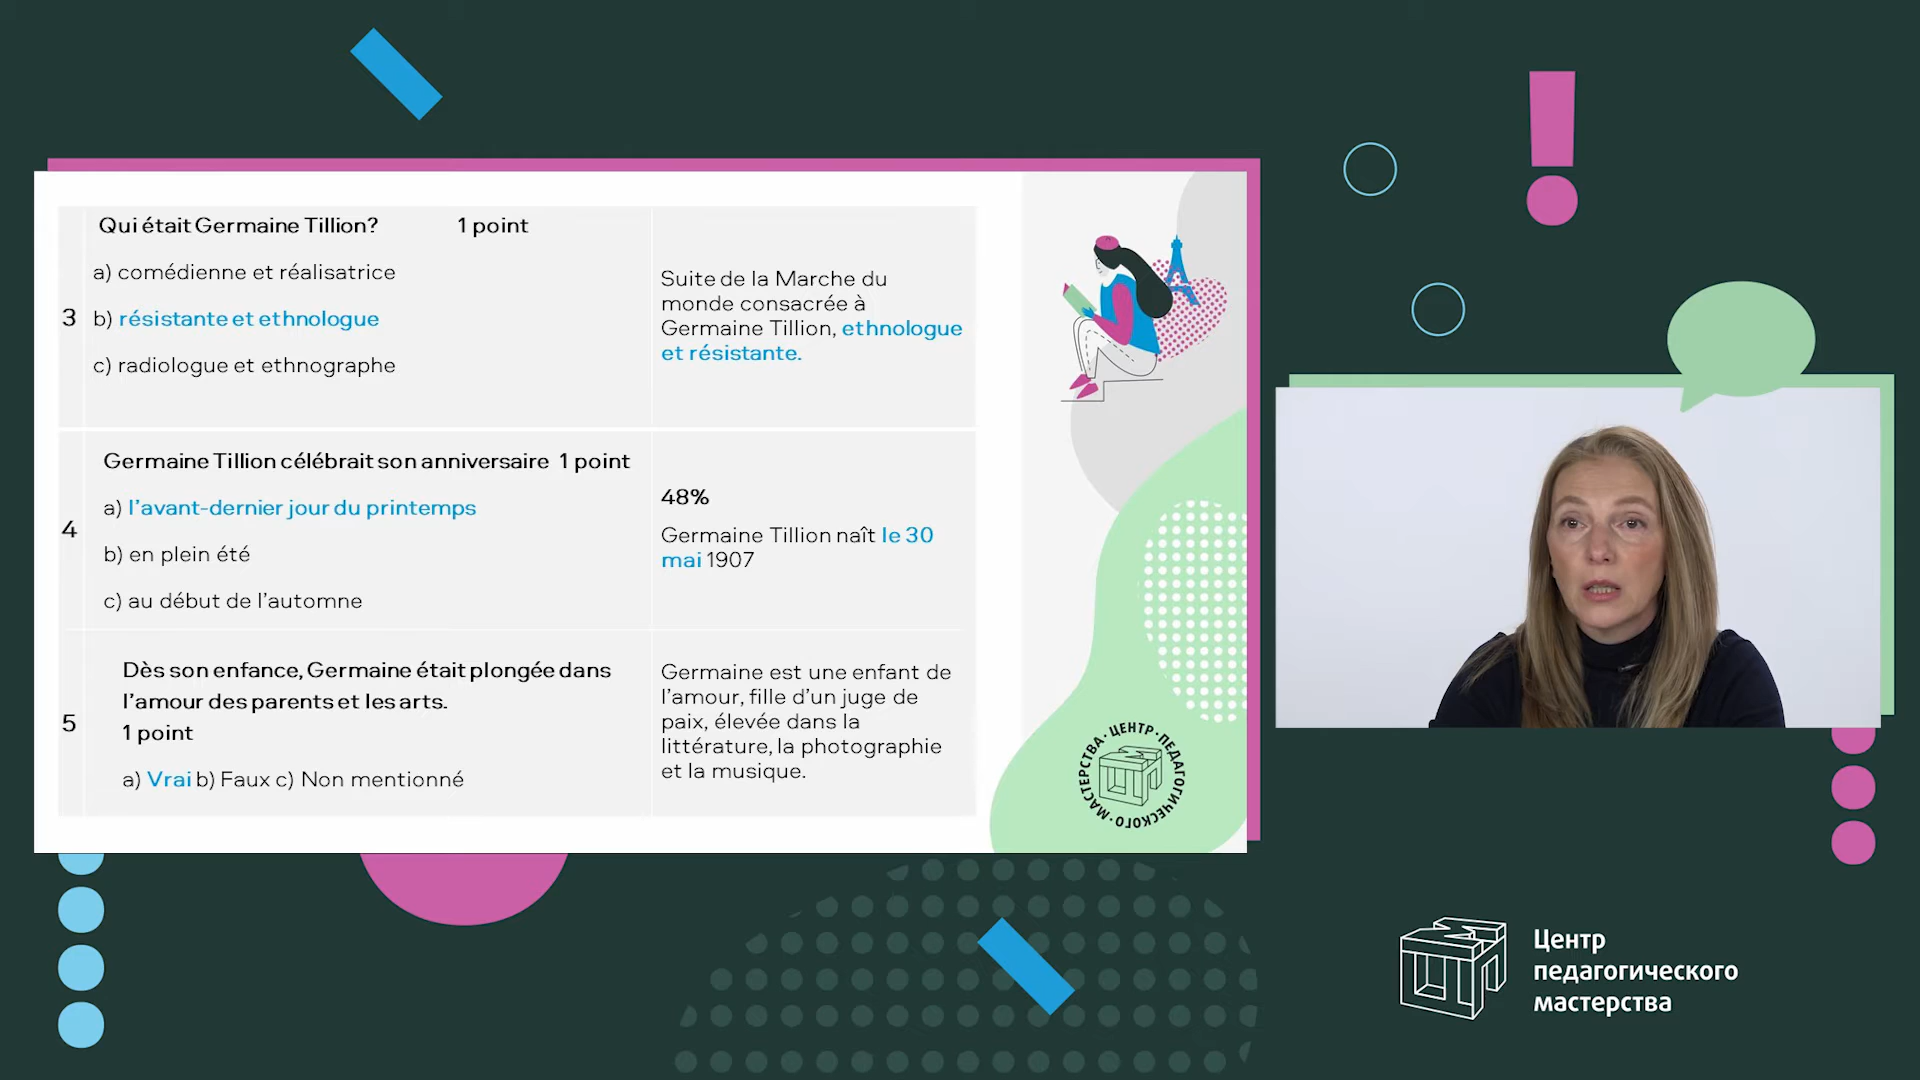 Qui était Germaine Tillion? 1 point
a) comédienne et réalisatrice
3 b) résistante et ethnologue
c) radiologue et ethnographe
Suite de la Marche du
monde consacrée à
Germaine Tillion, ethnologue
et résistante.
Germaine Tillion célébrait son anniversaire 1 point
a) l'avant-dernier jour du printemps
4
b) en plein été
c) au début de l'automne
48%
Germaine Tillion naît le 30
mai 1907
Dès son enfance, Germaine était plongée dans
l'amour des parents et les arts.
5 1 point
a) Vrai b) Faux c) Non mentionné
Germaine est une enfant de
l'amour, fille d'un juge de
paix, élevée dans la
littérature, la photographie
et la musique.
ЦЕНТР · ПЕДАГОГИЧЕСКОГО · МАСТЕРСТВА ·
Центр
педагогического
мастерства